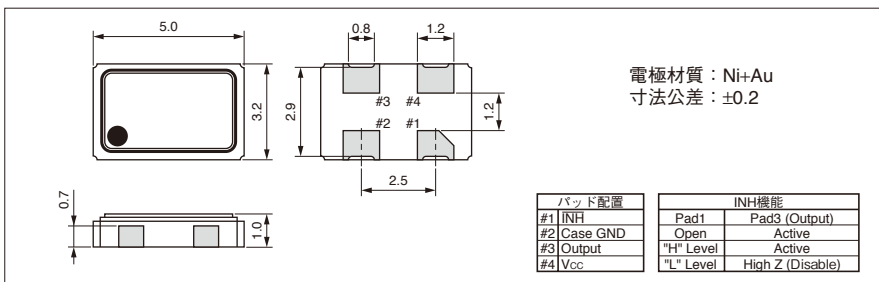 5.0
3.2
0.7
1.0
0.8
1.2
2.9
#3 #4
#2 #1
1.2
2.5
電極材質：Ni+Au
寸法公差：±0.2
パッド配置
#1 INH
#2 Case GND
#3 Output
#4 Vcc
INH機能
Pad1 Pad3 (Output)
Open Active
"H" Level Active
"L" Level High Z (Disable)